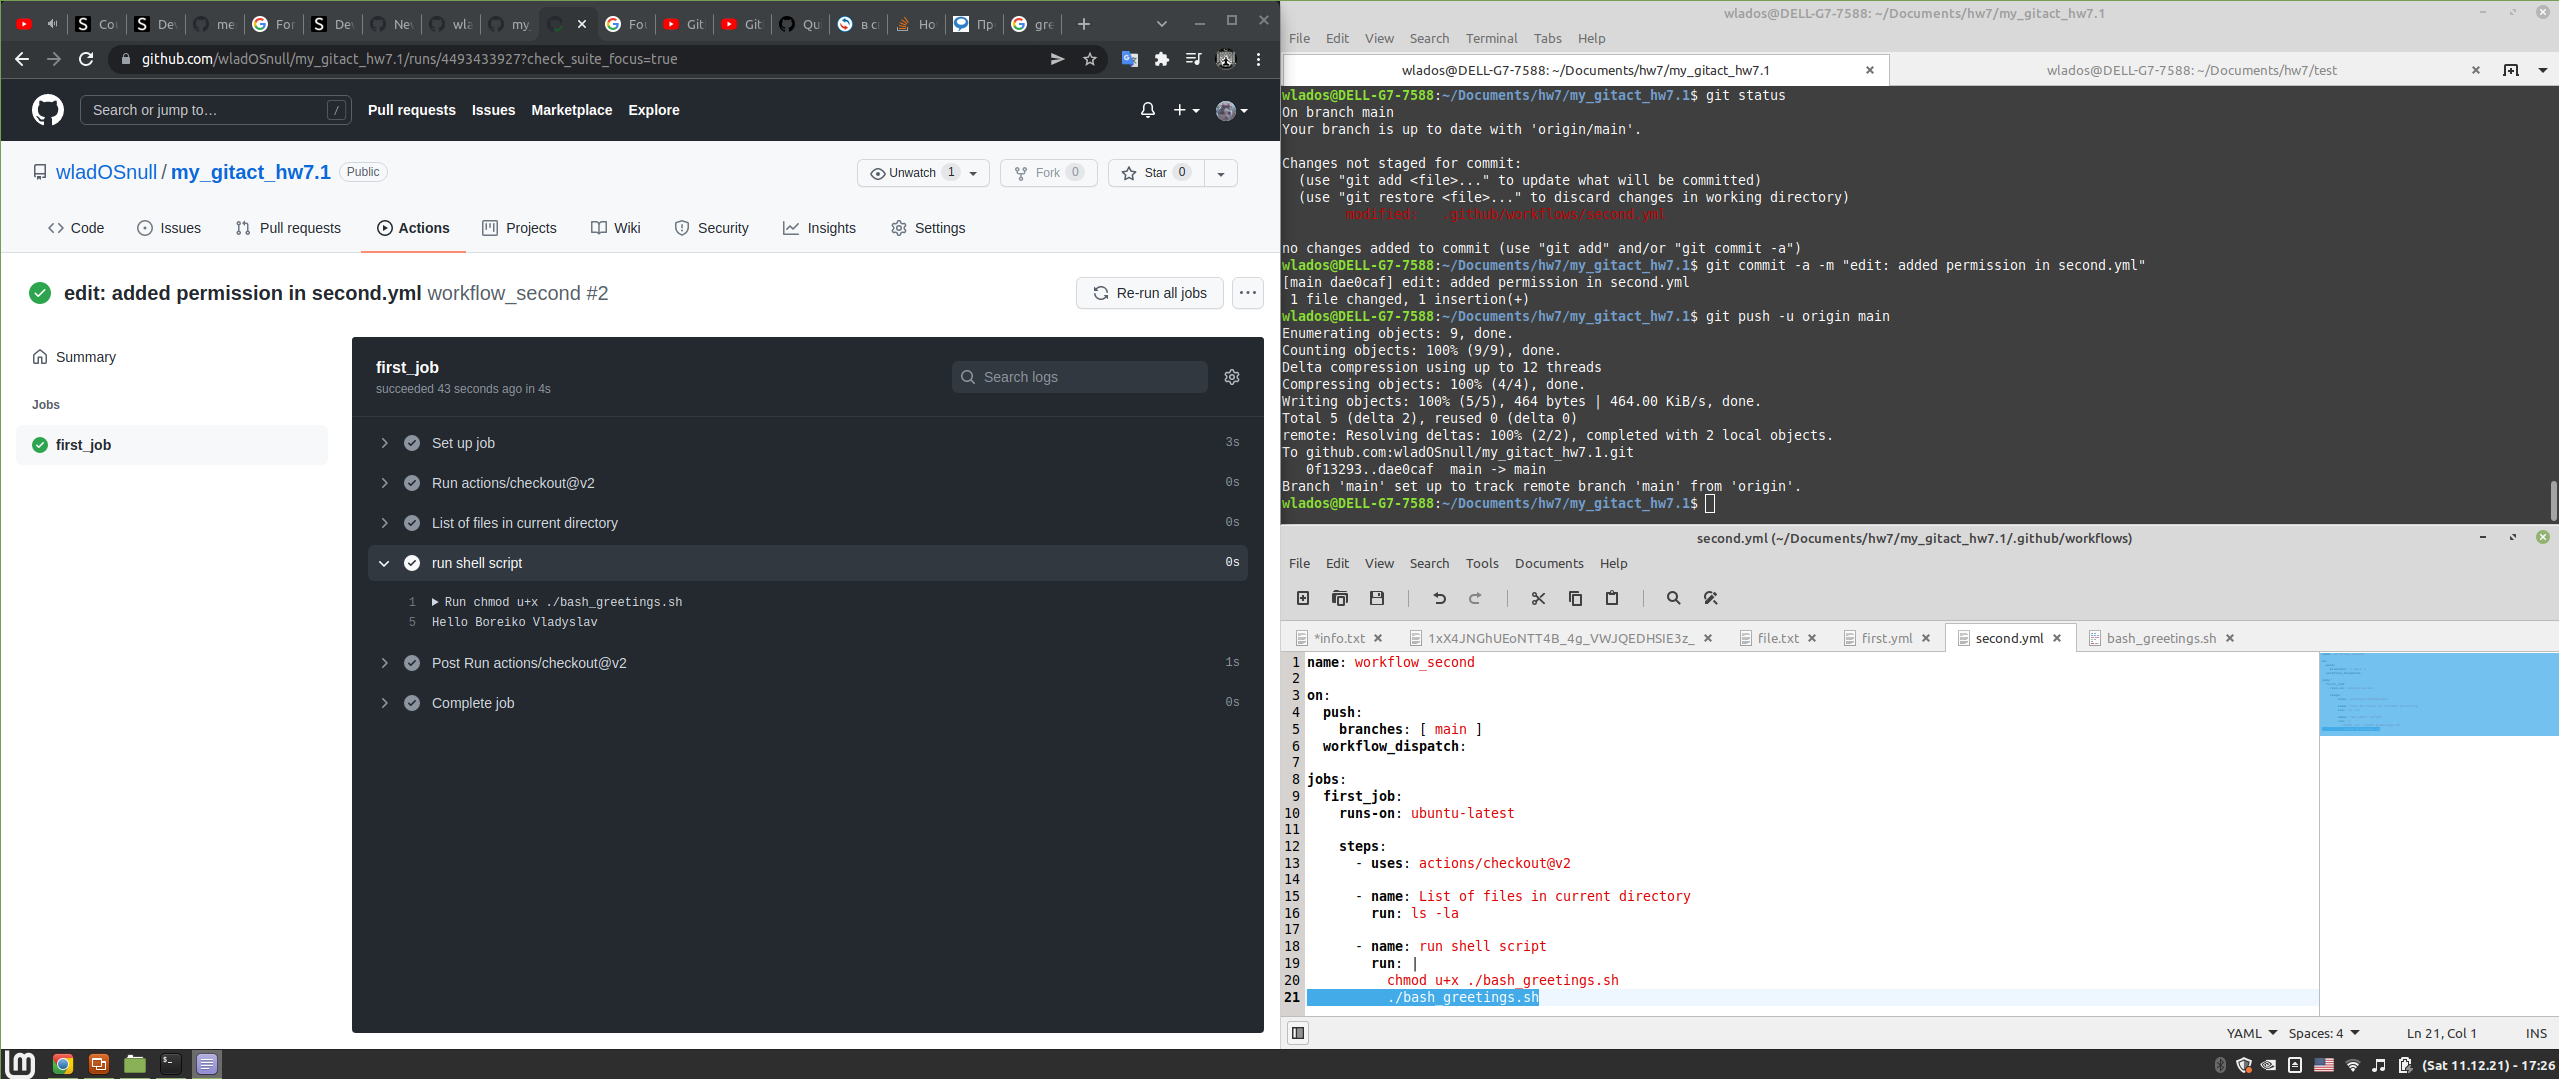 Cou
Dev
me
For
Dev
Nev
wla
my_
Fou
Git
Git
Qui
в сп
Ho
Пр
gre
github.com/wladOSnull/my_gitact_hw7.1/runs/4493433927?check_suite_focus=true
Search or jump to…
/
Pull requests
Issues
Marketplace
Explore
wladOSnull / my_gitact_hw7.1
Public
Unwatch 1
Fork 0
Star 0
Code
Issues
Pull requests
Actions
Projects
Wiki
Security
Insights
Settings
edit: added permission in second.yml workflow_second #2
Re-run all jobs
Summary
Jobs
first_job
first_job
succeeded 43 seconds ago in 4s
Search logs
Set up job 3s
Run actions/checkout@v2 0s
List of files in current directory 0s
run shell script 0s
1 Run chmod u+x ./bash_greetings.sh
5 Hello Boreiko Vladyslav
Post Run actions/checkout@v2 1s
Complete job 0s
wlados@DELL-G7-7588: ~/Documents/hw7/my_gitact_hw7.1
File Edit View Search Terminal Tabs Help
wlados@DELL-G7-7588: ~/Documents/hw7/my_gitact_hw7.1
wlados@DELL-G7-7588: ~/Documents/hw7/test
wlados@DELL-G7-7588:~/Documents/hw7/my_gitact_hw7.1$ git status
On branch main
Your branch is up to date with 'origin/main'.
Changes not staged for commit:
(use "git add <file>..." to update what will be committed)
(use "git restore <file>..." to discard changes in working directory)
modified: .github/workflows/second.yml
no changes added to commit (use "git add" and/or "git commit -a")
wlados@DELL-G7-7588:~/Documents/hw7/my_gitact_hw7.1$ git commit -a -m "edit: added permission in second.yml"
[main dae0caf] edit: added permission in second.yml
1 file changed, 1 insertion(+)
wlados@DELL-G7-7588:~/Documents/hw7/my_gitact_hw7.1$ git push -u origin main
Enumerating objects: 9, done.
Counting objects: 100% (9/9), done.
Delta compression using up to 12 threads
Compressing objects: 100% (4/4), done.
Writing objects: 100% (5/5), 464 bytes | 464.00 KiB/s, done.
Total 5 (delta 2), reused 0 (delta 0)
remote: Resolving deltas: 100% (2/2), completed with 2 local objects.
To github.com:wladOSnull/my_gitact_hw7.1.git
0f13293..dae0caf main -> main
Branch 'main' set up to track remote branch 'main' from 'origin'.
wlados@DELL-G7-7588:~/Documents/hw7/my_gitact_hw7.1$
second.yml (~/Documents/hw7/my_gitact_hw7.1/.github/workflows)
File Edit View Search Tools Documents Help
*info.txt
1xX4JNGhUEoNTT4B_4g_VWJQEDHSIE3z_
file.txt
first.yml
second.yml
bash_greetings.sh
1 name: workflow_second
2
3 on:
4 push:
5 branches: [ main ]
6 workflow_dispatch:
7
8 jobs:
9 first_job:
10 runs-on: ubuntu-latest
11
12 steps:
13 - uses: actions/checkout@v2
14
15 - name: List of files in current directory
16 run: ls -la
17
18 - name: run shell script
19 run: |
20 chmod u+x ./bash_greetings.sh
21 ./bash_greetings.sh
YAML
Spaces: 4
Ln 21, Col 1
INS
(Sat 11.12.21) - 17:26